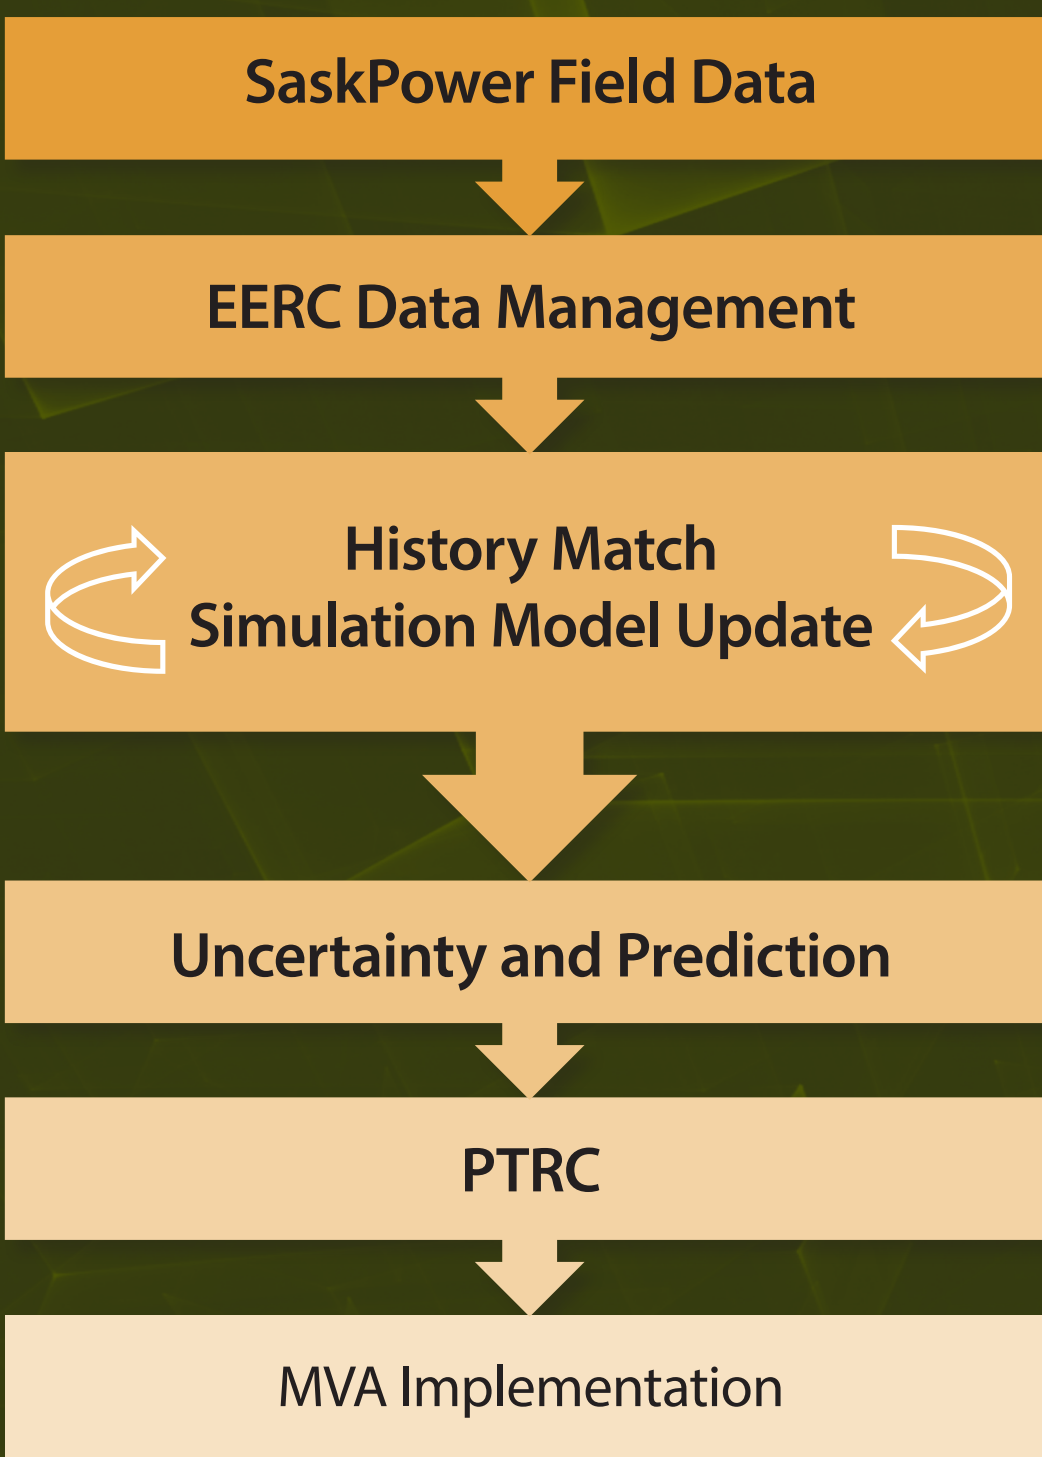 SaskPower Field Data
EERC Data Management
History Match
Simulation Model Update
Uncertainty and Prediction
PTRC
MVA Implementation